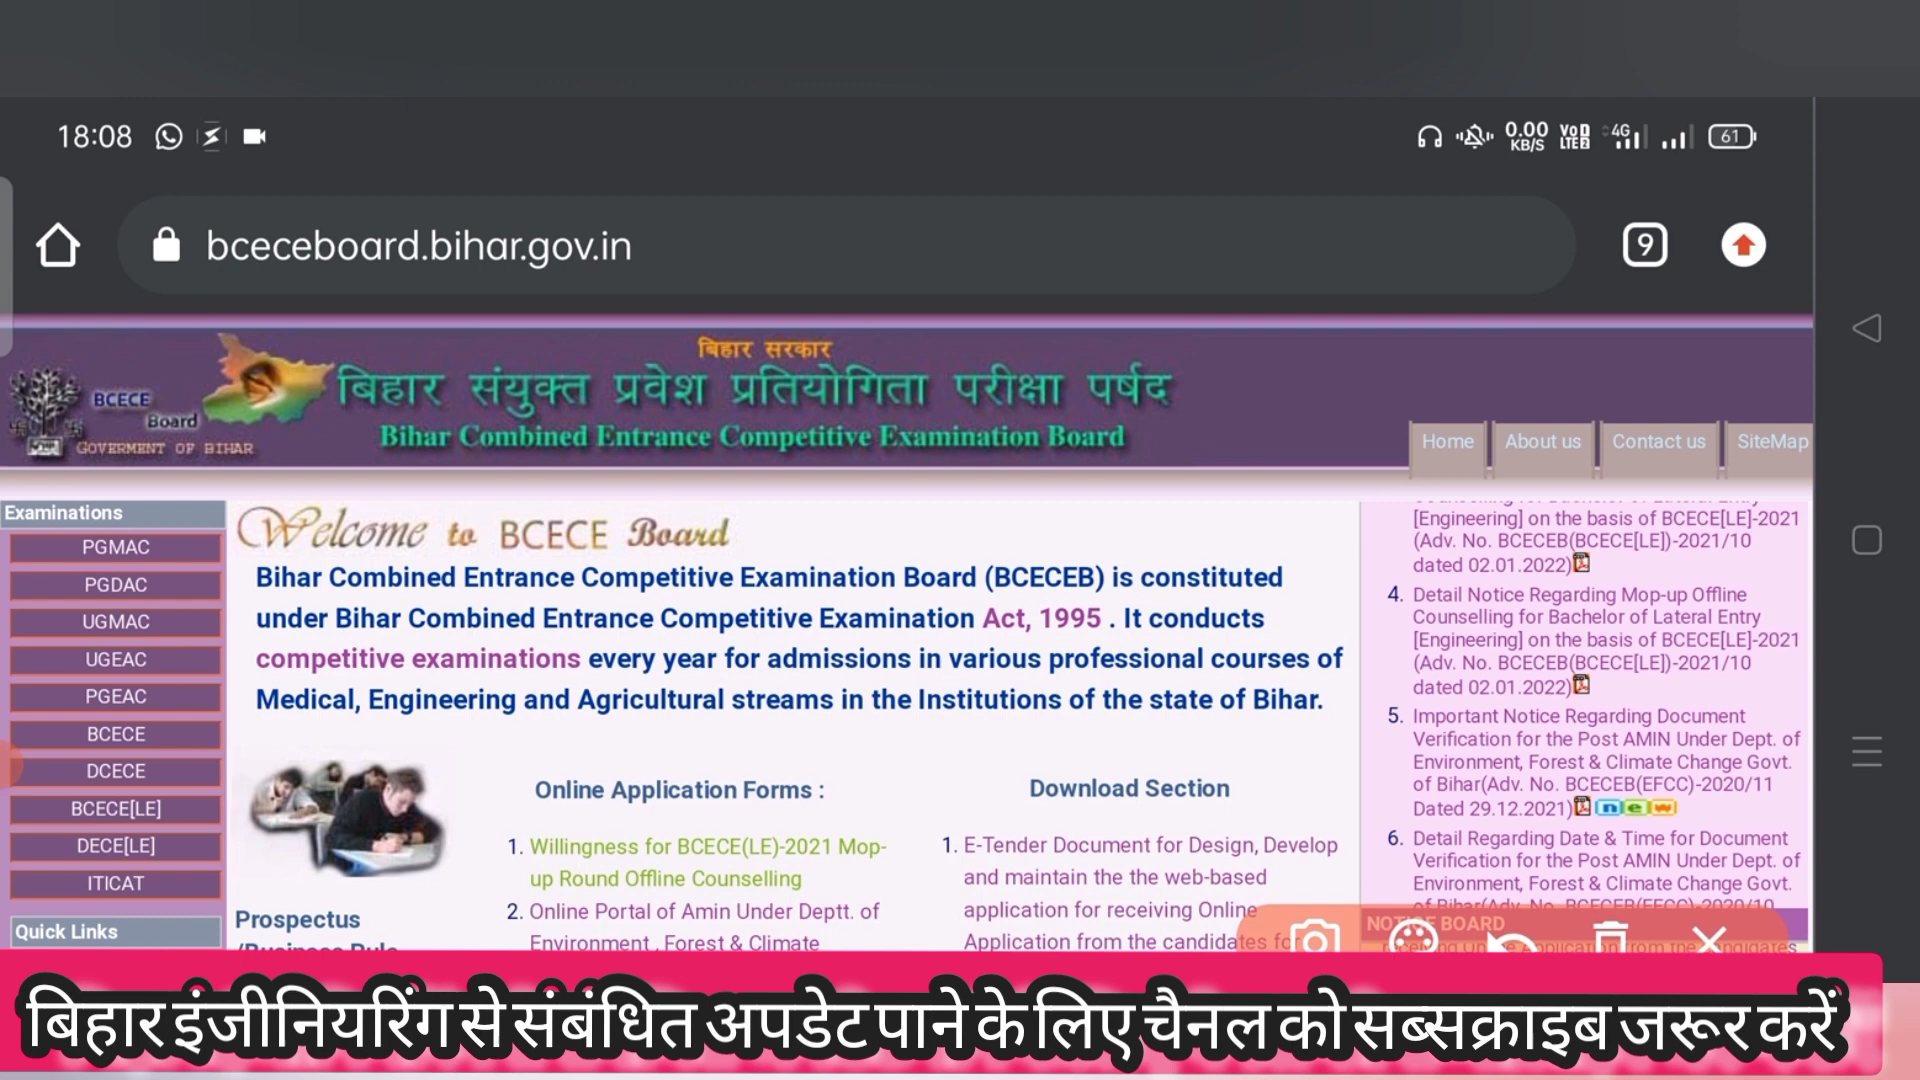 18:08
0.00 KB/S
VoD LTE2
4G
61
bceceboard.bihar.gov.in
9
बिहार सरकार
बिहार संयुक्त प्रवेश प्रतियोगिता परीक्षा पर्षद
Bihar Combined Entrance Competitive Examination Board
BCECE
Board
GOVERMENT OF BIHAR
Home
About us
Contact us
SiteMap
Examinations
PGMAC
PGDAC
UGMAC
UGEAC
PGEAC
BCECE
DCECE
BCECE[LE]
DECE[LE]
ITICAT
Quick Links
Welcome to BCECE Board
Bihar Combined Entrance Competitive Examination Board (BCECEB) is constituted
under Bihar Combined Entrance Competitive Examination Act, 1995 . It conducts
competitive examinations every year for admissions in various professional courses of
Medical, Engineering and Agricultural streams in the Institutions of the state of Bihar.
Prospectus
Online Application Forms :
1. Willingness for BCECE(LE)-2021 Mop-
up Round Offline Counselling
2. Online Portal of Amin Under Deptt. of
Environment , Forest & Climate
Download Section
1. E-Tender Document for Design, Develop
and maintain the the web-based
application for receiving Online
Application from the candidates for
[Engineering] on the basis of BCECE[LE]-2021
(Adv. No. BCECEB(BCECE[LE])-2021/10
dated 02.01.2022)
4. Detail Notice Regarding Mop-up Offline
Counselling for Bachelor of Lateral Entry
[Engineering] on the basis of BCECE[LE]-2021
(Adv. No. BCECEB(BCECE[LE])-2021/10
dated 02.01.2022)
5. Important Notice Regarding Document
Verification for the Post AMIN Under Dept. of
Environment, Forest & Climate Change Govt.
of Bihar(Adv. No. BCECEB(EFCC)-2020/11
Dated 29.12.2021) new
6. Detail Regarding Date & Time for Document
Verification for the Post AMIN Under Dept. of
Environment, Forest & Climate Change Govt.
NOTICE BOARD
बिहार इंजीनियरिंग से संबंधित अपडेट पाने के लिए चैनल को सब्सक्राइब जरूर करें